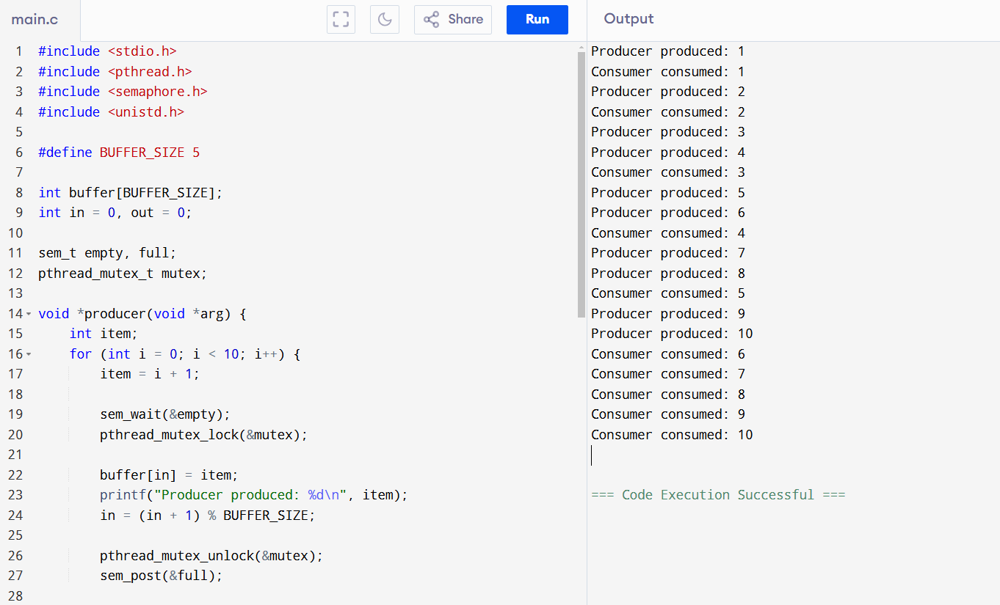 main.c
Share
Run
Output
1 #include <stdio.h>
2 #include <pthread.h>
3 #include <semaphore.h>
4 #include <unistd.h>
5
6 #define BUFFER_SIZE 5
7
8 int buffer[BUFFER_SIZE];
9 int in = 0, out = 0;
10
11 sem_t empty, full;
12 pthread_mutex_t mutex;
13
14 void *producer(void *arg) {
15     int item;
16     for (int i = 0; i < 10; i++) {
17         item = i + 1;
18
19         sem_wait(&empty);
20         pthread_mutex_lock(&mutex);
21
22         buffer[in] = item;
23         printf("Producer produced: %d\n", item);
24         in = (in + 1) % BUFFER_SIZE;
25
26         pthread_mutex_unlock(&mutex);
27         sem_post(&full);
28
Producer produced: 1
Consumer consumed: 1
Producer produced: 2
Consumer consumed: 2
Producer produced: 3
Producer produced: 4
Consumer consumed: 3
Producer produced: 5
Producer produced: 6
Consumer consumed: 4
Producer produced: 7
Producer produced: 8
Consumer consumed: 5
Producer produced: 9
Producer produced: 10
Consumer consumed: 6
Consumer consumed: 7
Consumer consumed: 8
Consumer consumed: 9
Consumer consumed: 10
=== Code Execution Successful ===